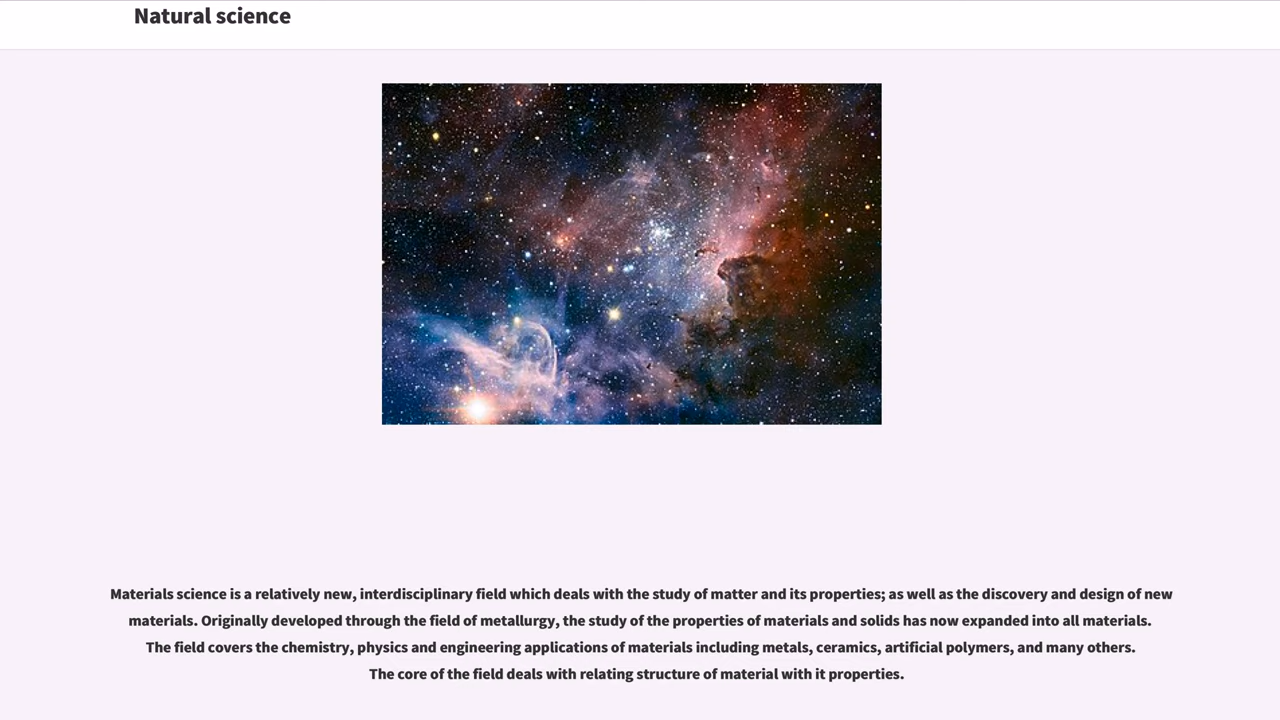 Natural science
Materials science is a relatively new, interdisciplinary field which deals with the study of matter and its properties; as well as the discovery and design of new
materials. Originally developed through the field of metallurgy, the study of the properties of materials and solids has now expanded into all materials.
The field covers the chemistry, physics and engineering applications of materials including metals, ceramics, artificial polymers, and many others.
The core of the field deals with relating structure of material with it properties.